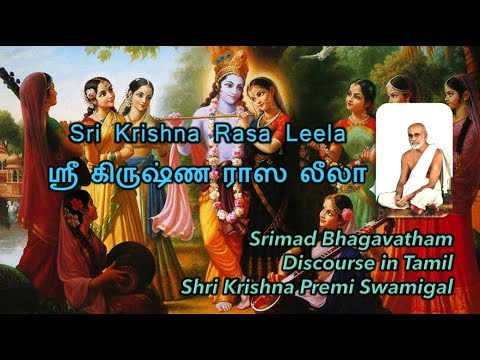 Sri Krishna Rasa Leela
ஸ்ரீ கிருஷ்ண ராஸ லீலா
Srimad Bhagavatham
Discourse in Tamil
Shri Krishna Premi Swamigal